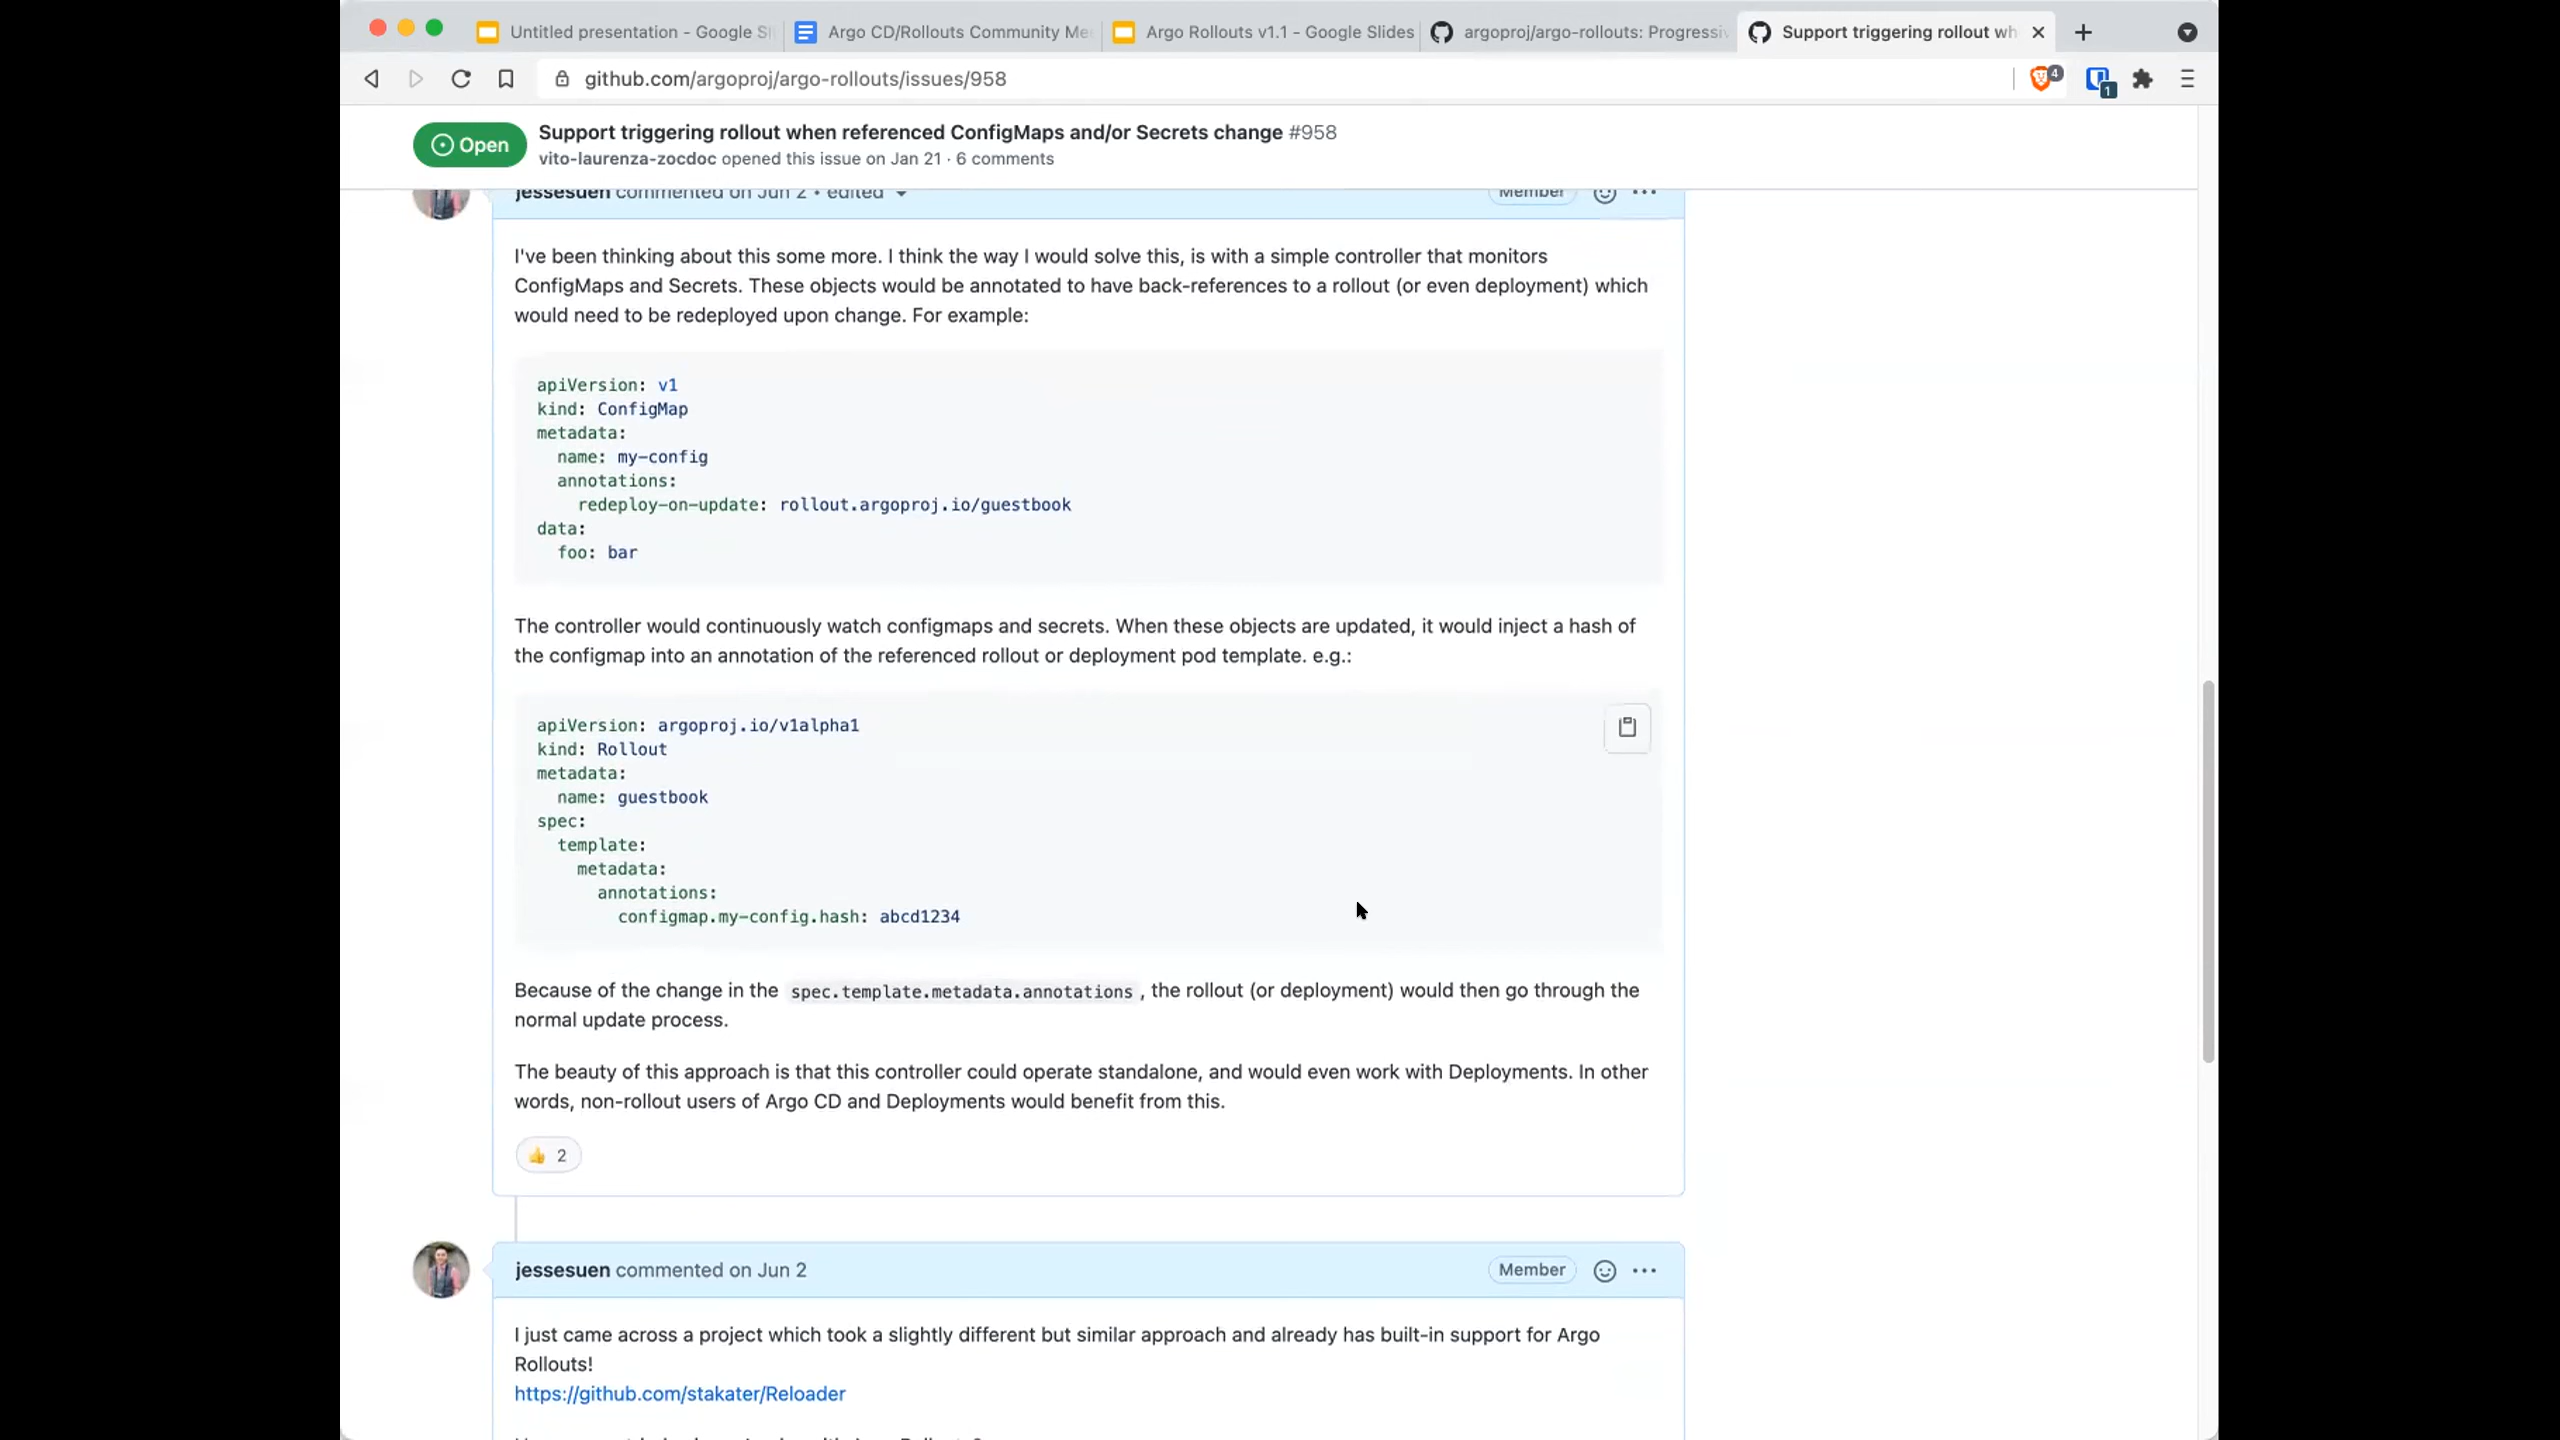 Untitled presentation - Google Sl
Argo CD/Rollouts Community Me
Argo Rollouts v1.1 - Google Slides
argoproj/argo-rollouts: Progressiv
Support triggering rollout wh
github.com/argoproj/argo-rollouts/issues/958
4
1
Open
Support triggering rollout when referenced ConfigMaps and/or Secrets change #958
vito-laurenza-zocdoc opened this issue on Jan 21 · 6 comments
jessesuen commented on Jun 2 • edited
Member
I've been thinking about this some more. I think the way I would solve this, is with a simple controller that monitors
ConfigMaps and Secrets. These objects would be annotated to have back-references to a rollout (or even deployment) which
would need to be redeployed upon change. For example:
apiVersion: v1
kind: ConfigMap
metadata:
  name: my-config
  annotations:
    redeploy-on-update: rollout.argoproj.io/guestbook
data:
  foo: bar
The controller would continuously watch configmaps and secrets. When these objects are updated, it would inject a hash of
the configmap into an annotation of the referenced rollout or deployment pod template. e.g.:
apiVersion: argoproj.io/v1alpha1
kind: Rollout
metadata:
  name: guestbook
spec:
  template:
    metadata:
      annotations:
        configmap.my-config.hash: abcd1234
Because of the change in the spec.template.metadata.annotations , the rollout (or deployment) would then go through the
normal update process.
The beauty of this approach is that this controller could operate standalone, and would even work with Deployments. In other
words, non-rollout users of Argo CD and Deployments would benefit from this.
👍 2
jessesuen commented on Jun 2
Member
I just came across a project which took a slightly different but similar approach and already has built-in support for Argo
Rollouts!
https://github.com/stakater/Reloader